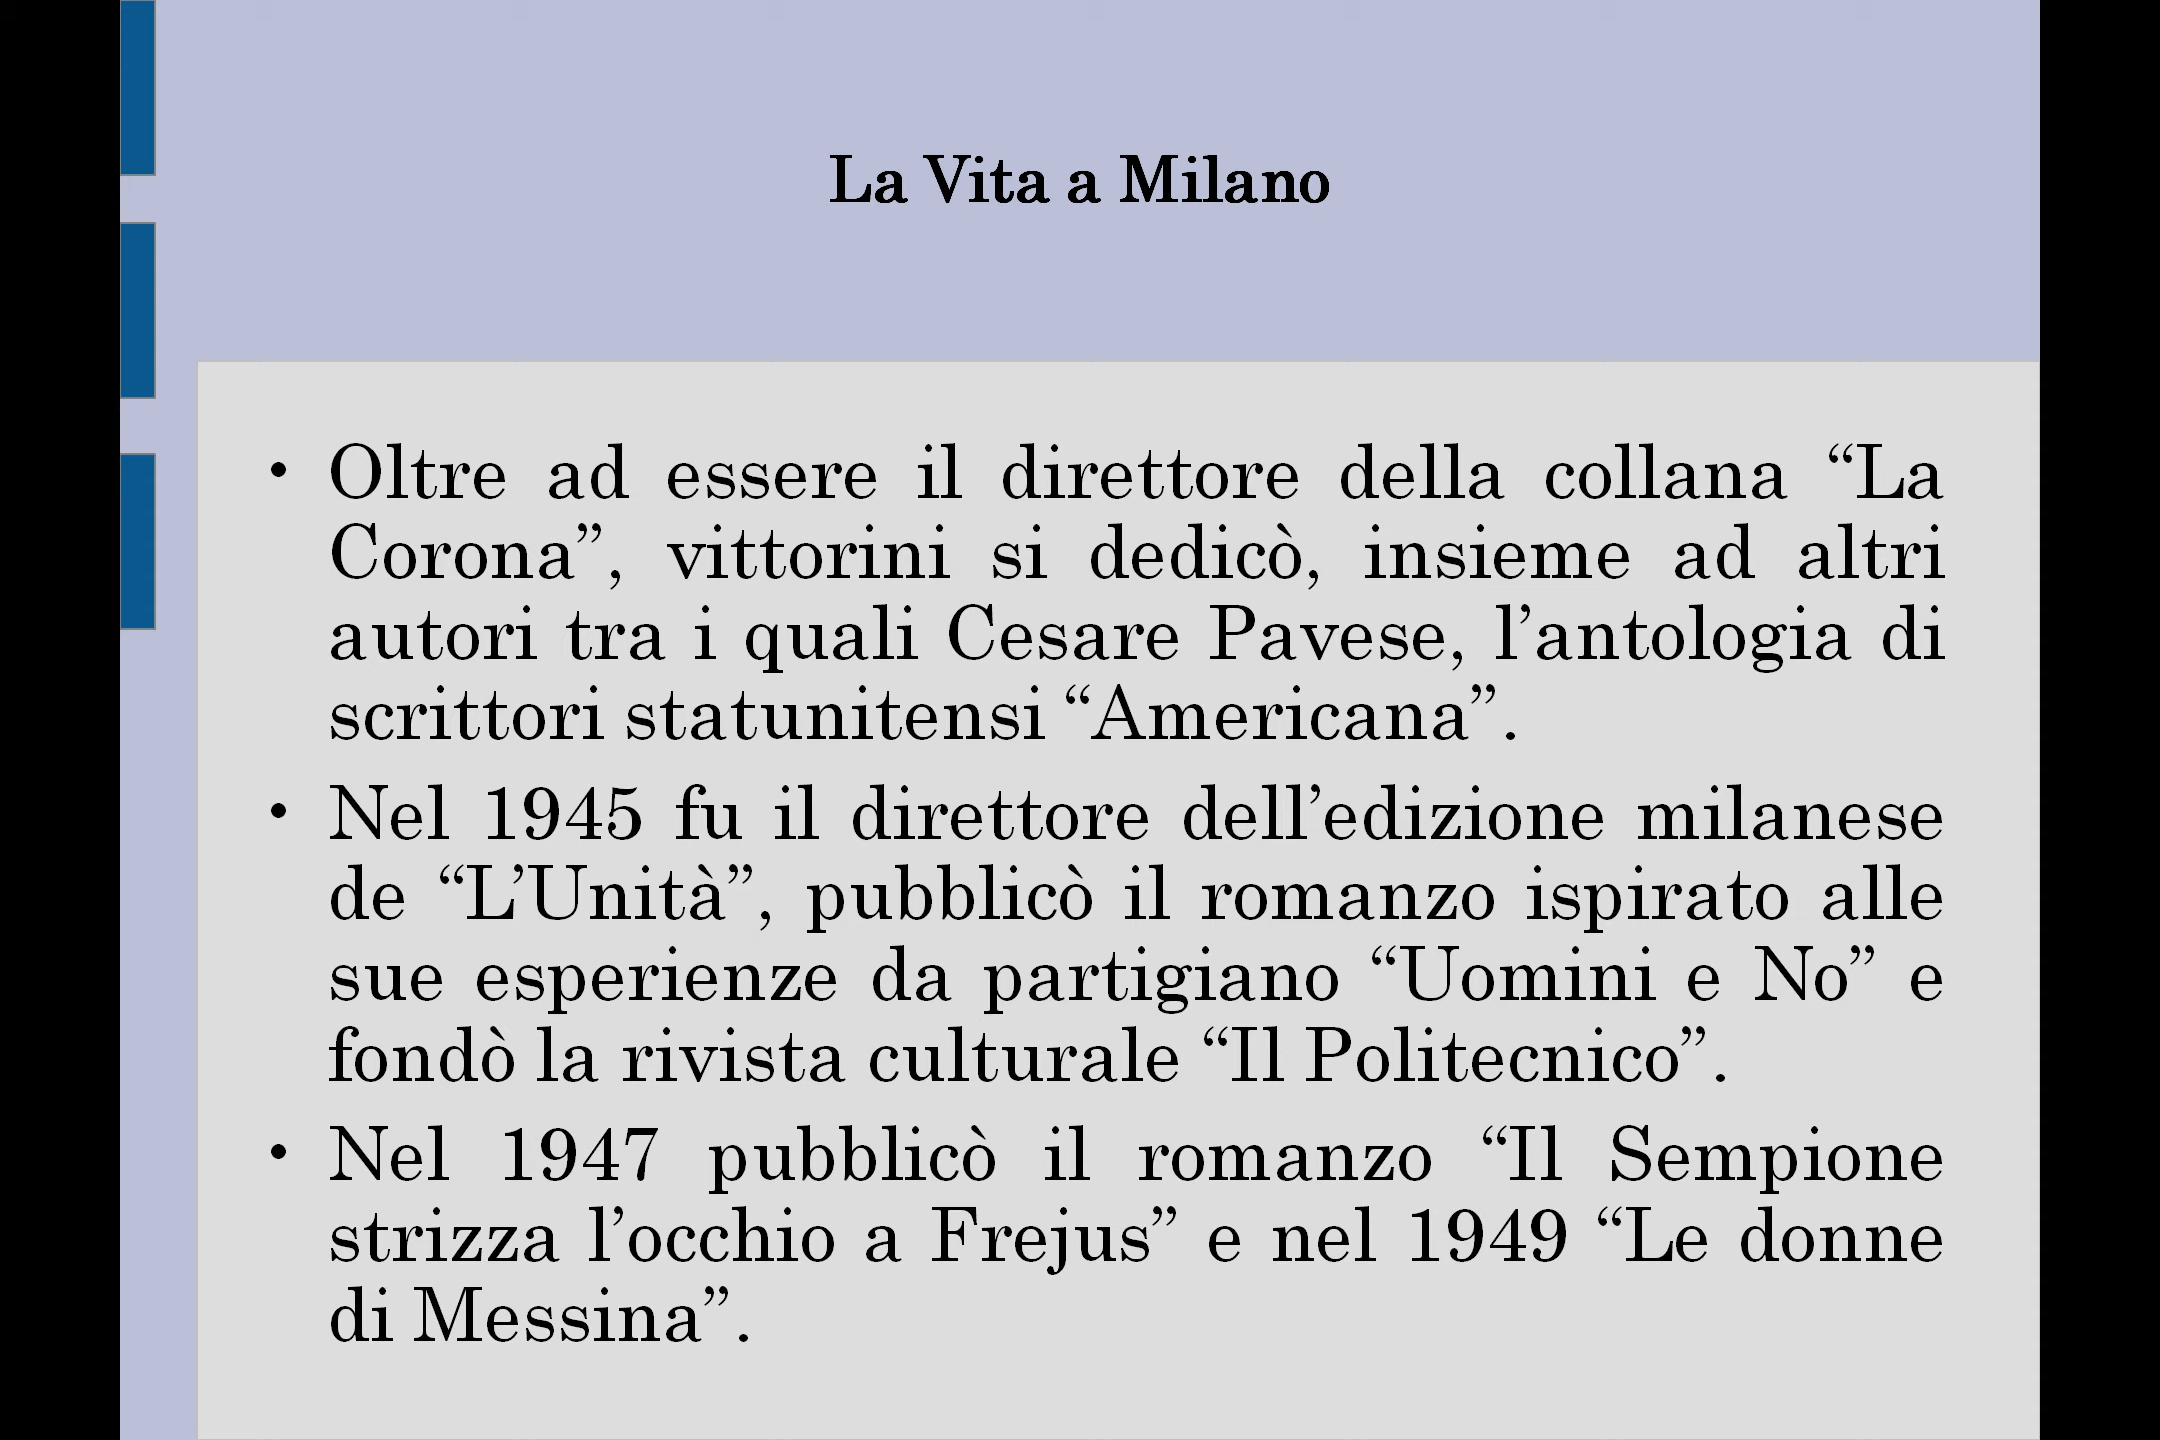 La Vita a Milano
• Oltre ad essere il direttore della collana “La
Corona”, vittorini si dedicò, insieme ad altri
autori tra i quali Cesare Pavese, l’antologia di
scrittori statunitensi “Americana”.
• Nel 1945 fu il direttore dell’edizione milanese
de “L’Unità”, pubblicò il romanzo ispirato alle
sue esperienze da partigiano “Uomini e No” e
fondò la rivista culturale “Il Politecnico”.
• Nel 1947 pubblicò il romanzo “Il Sempione
strizza l’occhio a Frejus” e nel 1949 “Le donne
di Messina”.